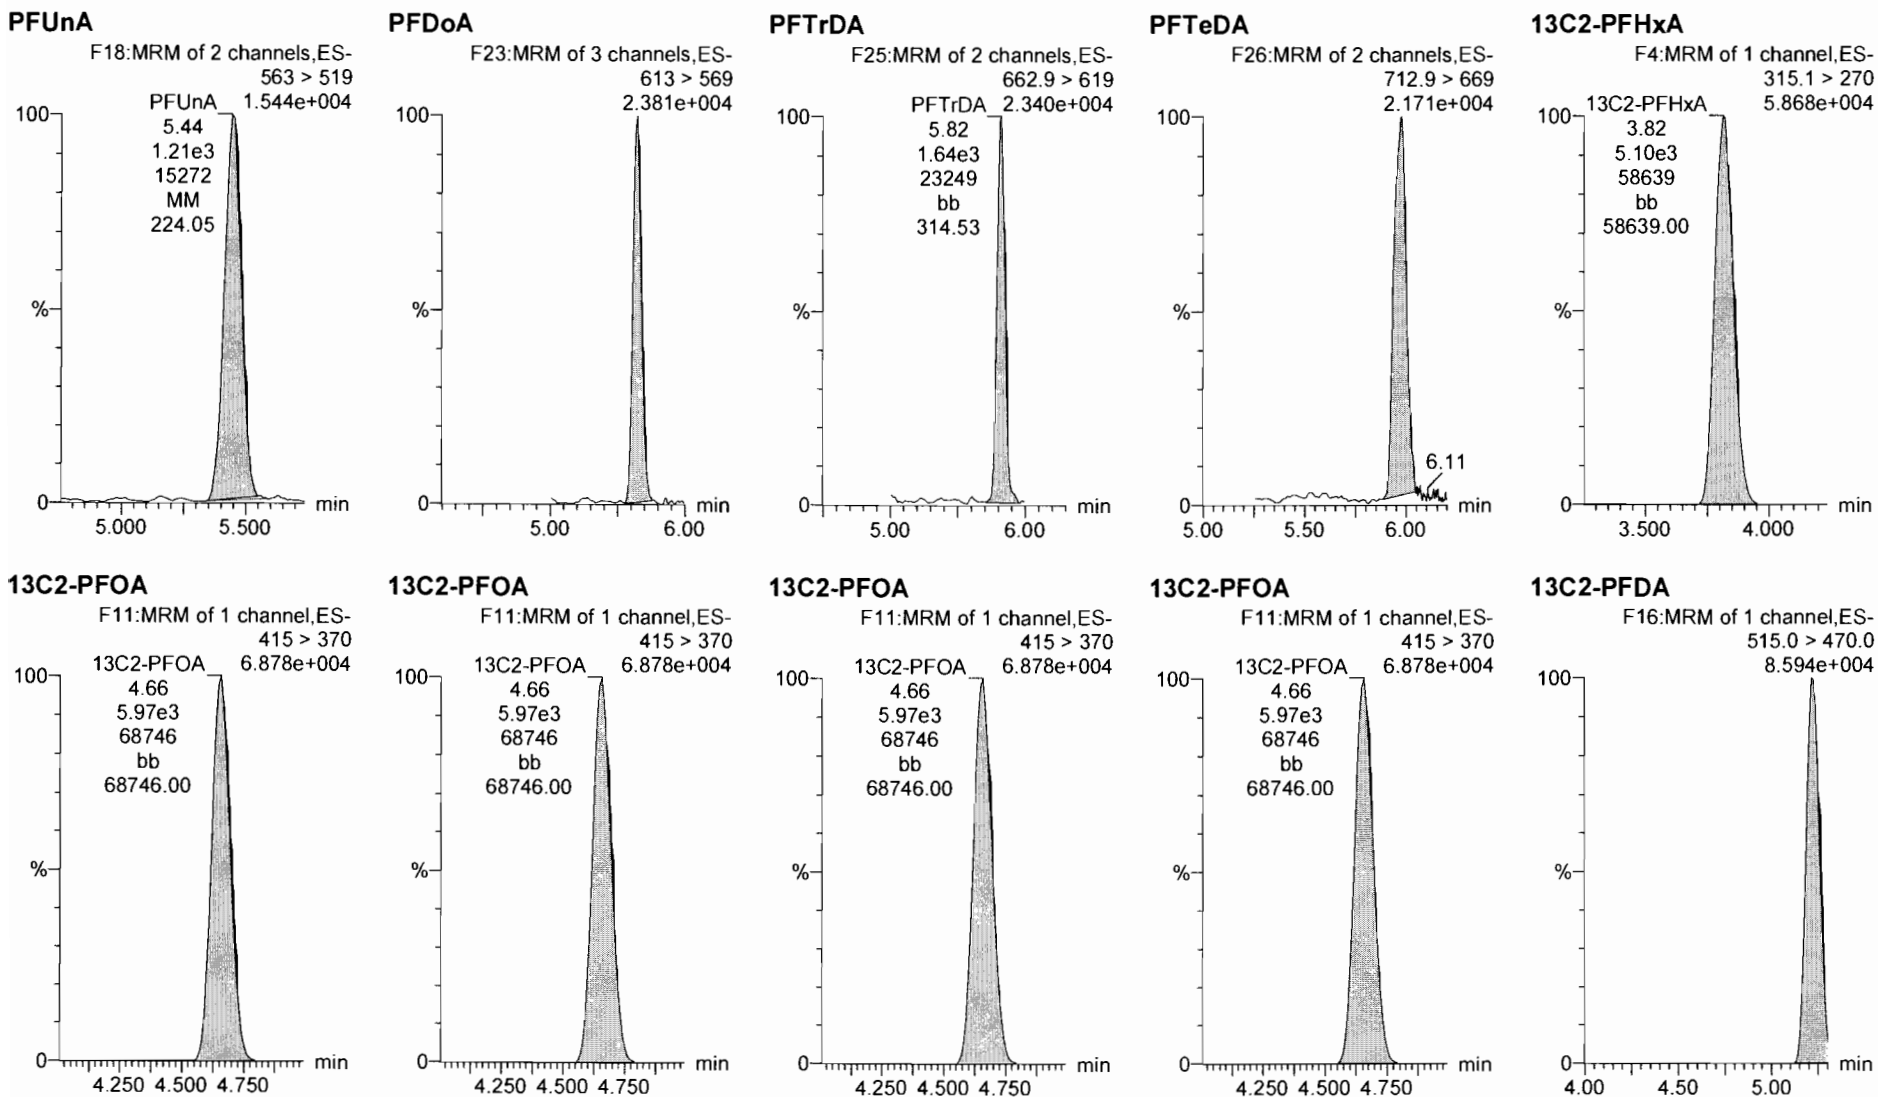 PFUnA
F18:MRM of 2 channels,ES-
563 > 519
1.544e+004
PFUnA
5.44
1.21e3
15272
MM
224.05
100
%
0
5.000
5.500
min
PFDoA
F23:MRM of 3 channels,ES-
613 > 569
2.381e+004
100
%
0
5.00
6.00
min
PFTrDA
F25:MRM of 2 channels,ES-
662.9 > 619
2.340e+004
PFTrDA
5.82
1.64e3
23249
bb
314.53
100
%
0
5.00
6.00
min
PFTeDA
F26:MRM of 2 channels,ES-
712.9 > 669
2.171e+004
100
%
6.11
0
5.00
5.50
6.00
min
13C2-PFHxA
F4:MRM of 1 channel,ES-
315.1 > 270
5.868e+004
13C2-PFHxA
3.82
5.10e3
58639
bb
58639.00
100
%
0
3.500
4.000
min
13C2-PFOA
F11:MRM of 1 channel,ES-
415 > 370
6.878e+004
13C2-PFOA
4.66
5.97e3
68746
bb
68746.00
100
%
0
4.250
4.500
4.750
min
13C2-PFOA
F11:MRM of 1 channel,ES-
415 > 370
6.878e+004
13C2-PFOA
4.66
5.97e3
68746
bb
68746.00
100
%
0
4.250
4.500
4.750
min
13C2-PFOA
F11:MRM of 1 channel,ES-
415 > 370
6.878e+004
13C2-PFOA
4.66
5.97e3
68746
bb
68746.00
100
%
0
4.250
4.500
4.750
min
13C2-PFOA
F11:MRM of 1 channel,ES-
415 > 370
6.878e+004
13C2-PFOA
4.66
5.97e3
68746
bb
68746.00
100
%
0
4.250
4.500
4.750
min
13C2-PFDA
F16:MRM of 1 channel,ES-
515.0 > 470.0
8.594e+004
100
%
0
4.00
4.50
5.00
min